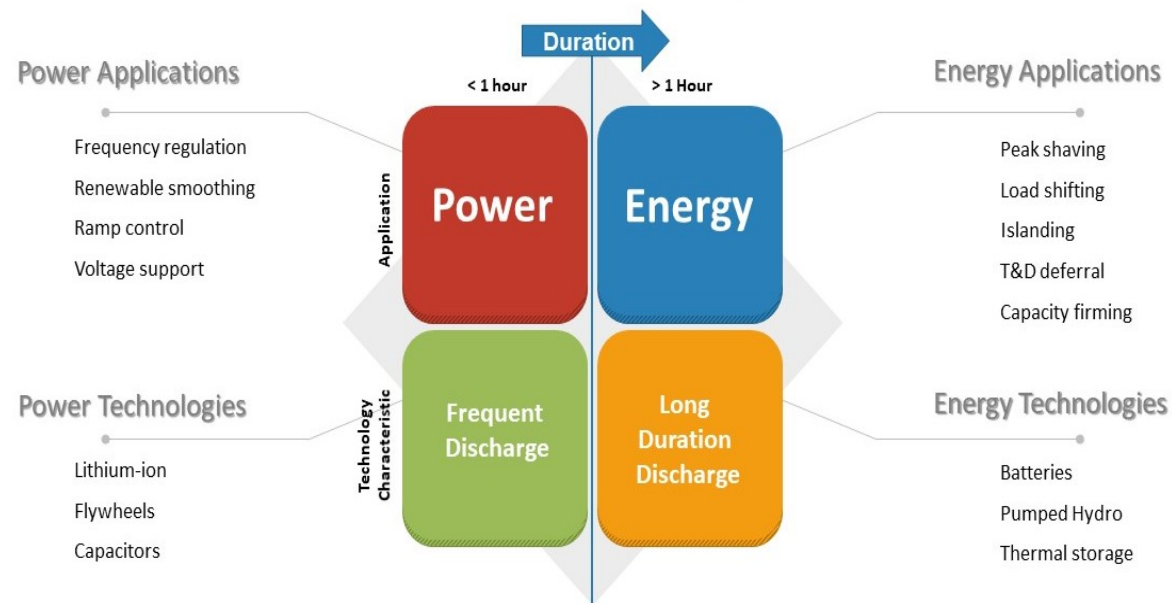 Duration
< 1 hour
> 1 Hour
Power Applications
Frequency regulation
Renewable smoothing
Ramp control
Voltage support
Application
Power
Energy
Energy Applications
Peak shaving
Load shifting
Islanding
T&D deferral
Capacity firming
Power Technologies
Lithium-ion
Flywheels
Capacitors
Technology
Characteristic
Frequent
Discharge
Long
Duration
Discharge
Energy Technologies
Batteries
Pumped Hydro
Thermal storage